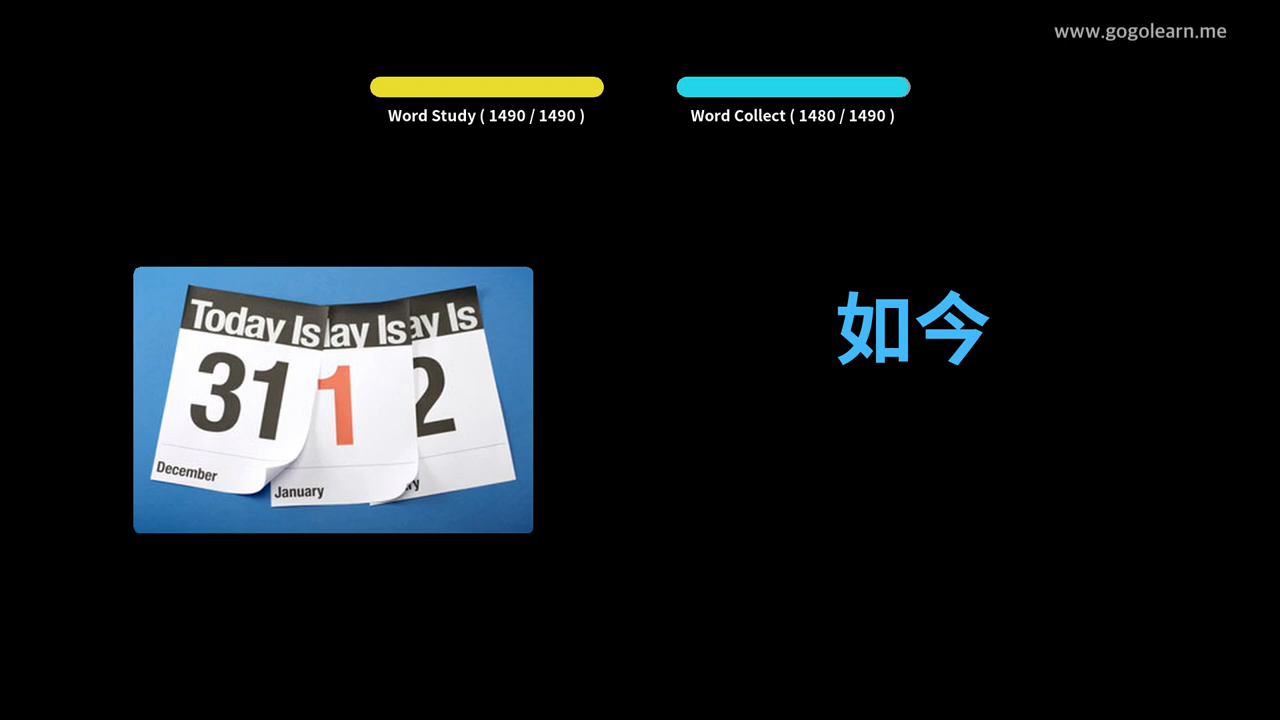 www.gogolearn.me
Word Study ( 1490 / 1490 )
Word Collect ( 1480 / 1490 )
如今
Today Is
31
December
ay Is
1
January
ay Is
2
ry